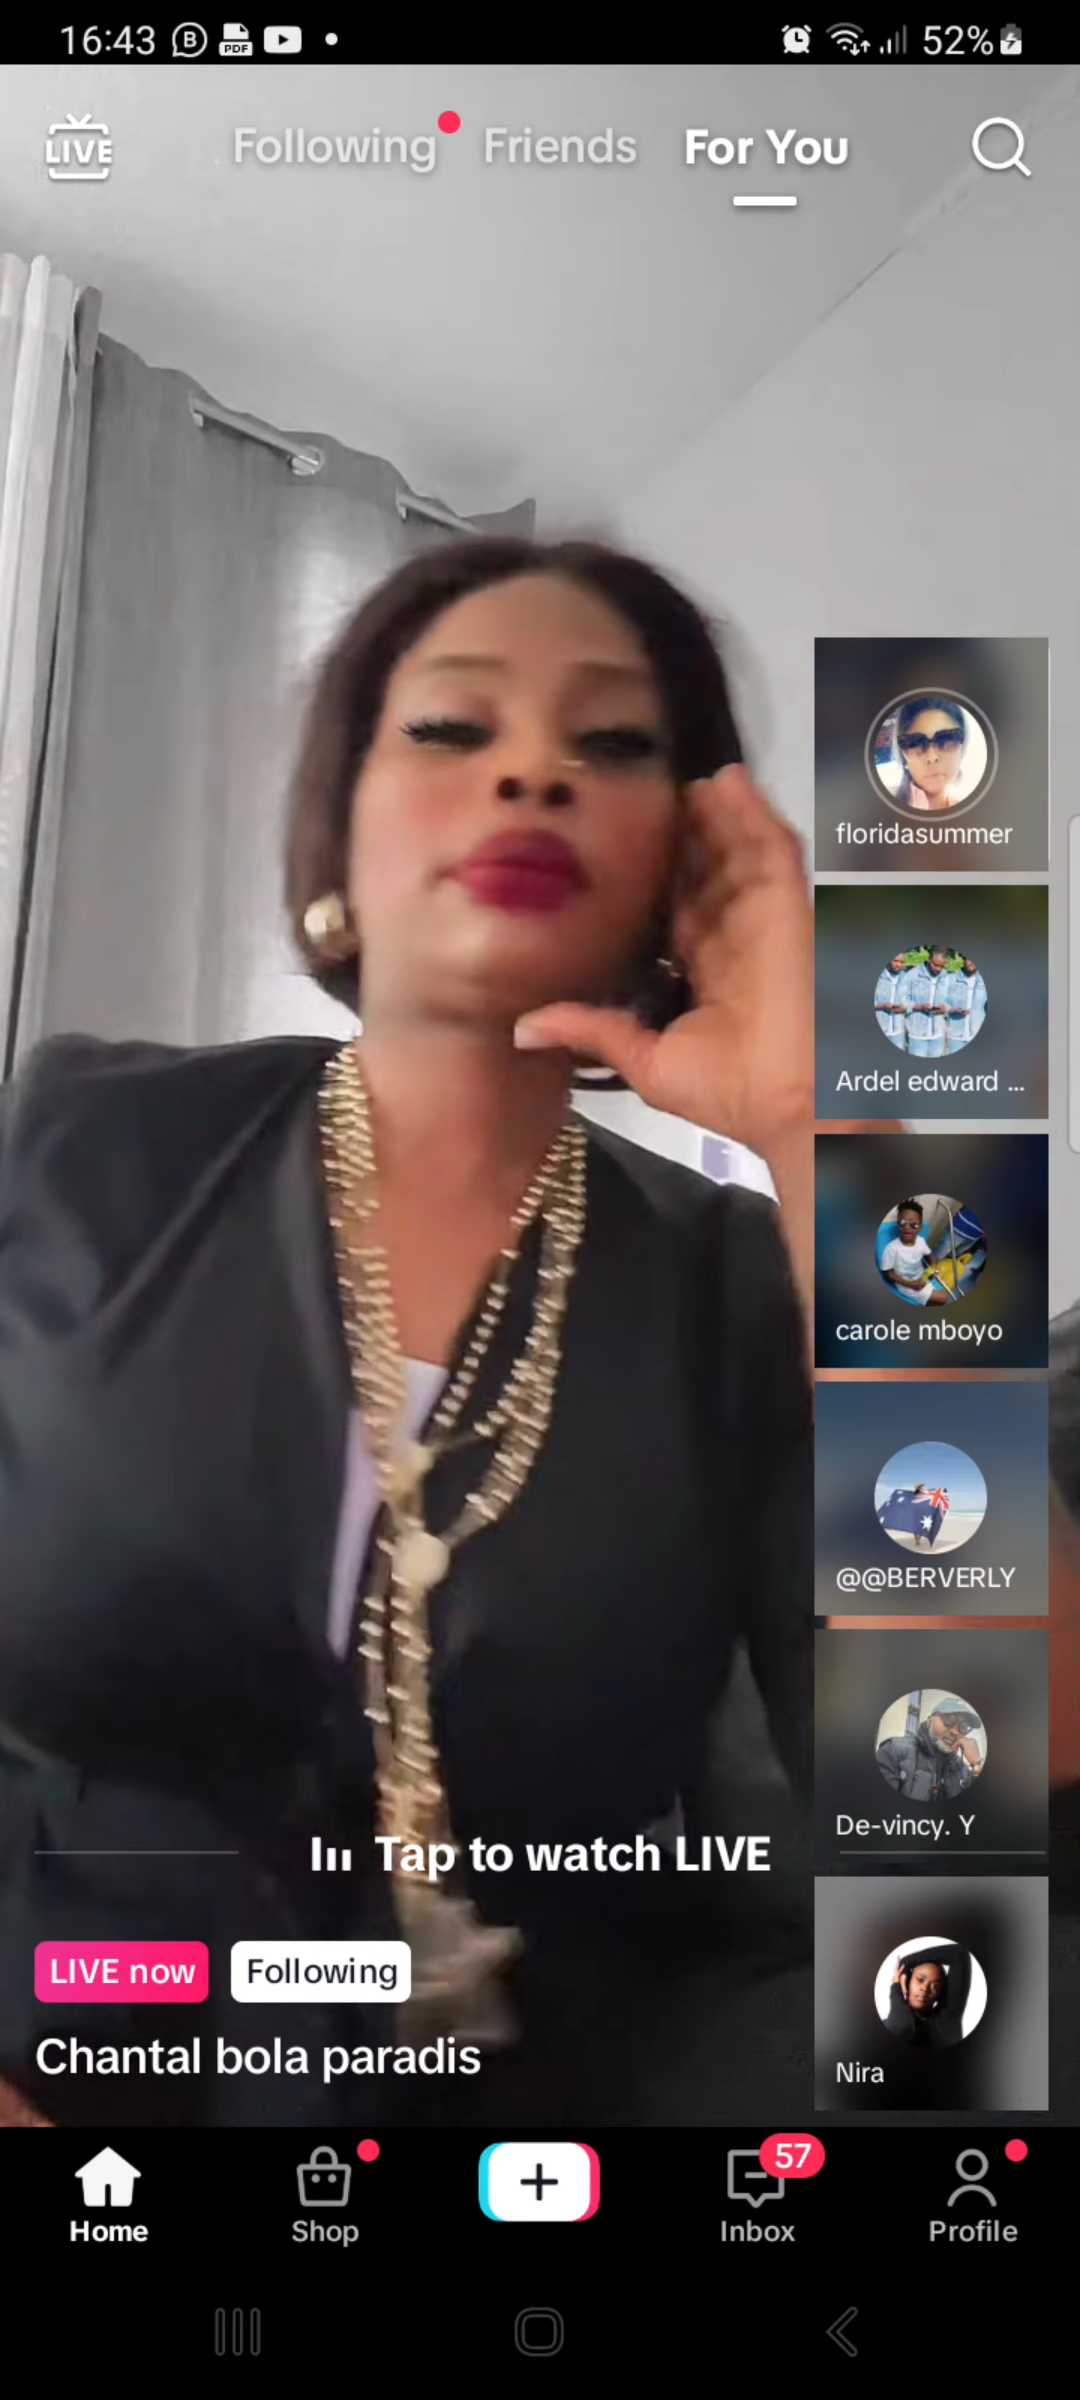 16:43 PDF 52%
LIVE Following Friends For You
floridasummer
Ardel edward ...
carole mboyo
@@BERVERLY
De-vincy. Y
Tap to watch LIVE
LIVE now Following
Chantal bola paradis
Nira
57
Home Shop Inbox Profile